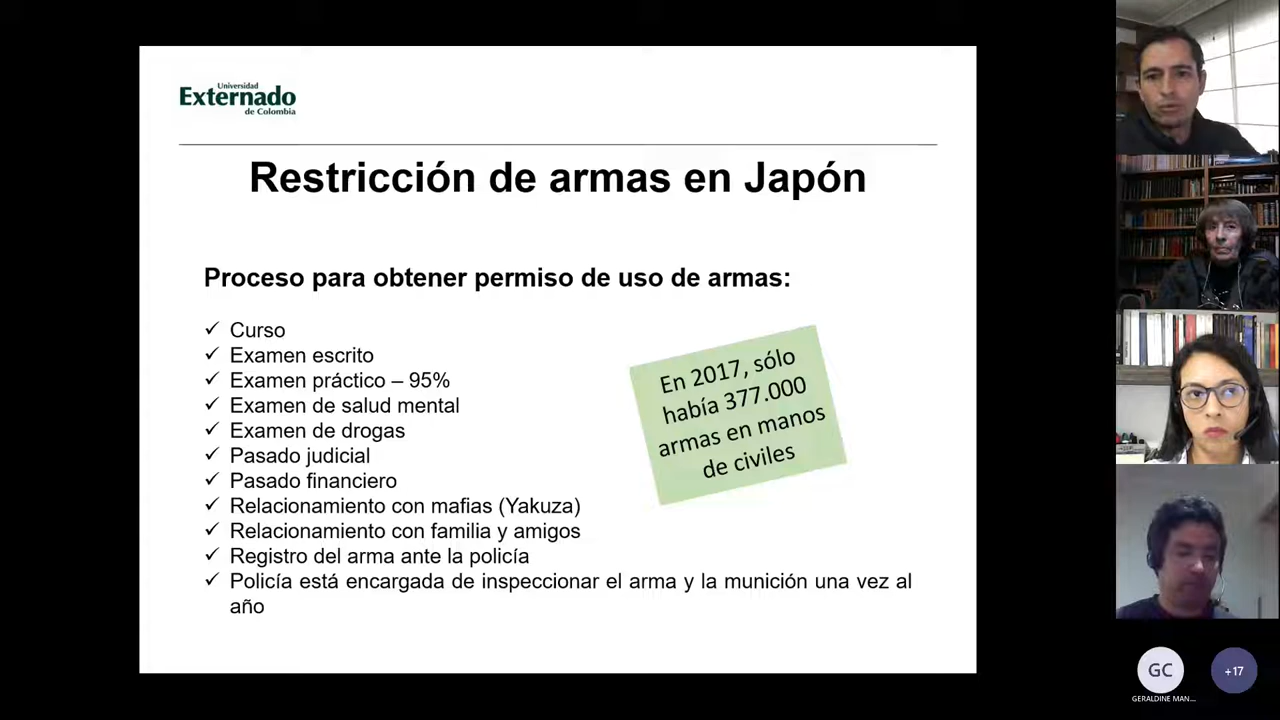 Universidad
Externado
de Colombia
Restricción de armas en Japón
Proceso para obtener permiso de uso de armas:
✓ Curso
✓ Examen escrito
✓ Examen práctico – 95%
✓ Examen de salud mental
✓ Examen de drogas
✓ Pasado judicial
✓ Pasado financiero
✓ Relacionamiento con mafias (Yakuza)
✓ Relacionamiento con familia y amigos
✓ Registro del arma ante la policía
✓ Policía está encargada de inspeccionar el arma y la munición una vez al
año
En 2017, sólo
había 377.000
armas en manos
de civiles
GC
GERALDINE MAN...
+17